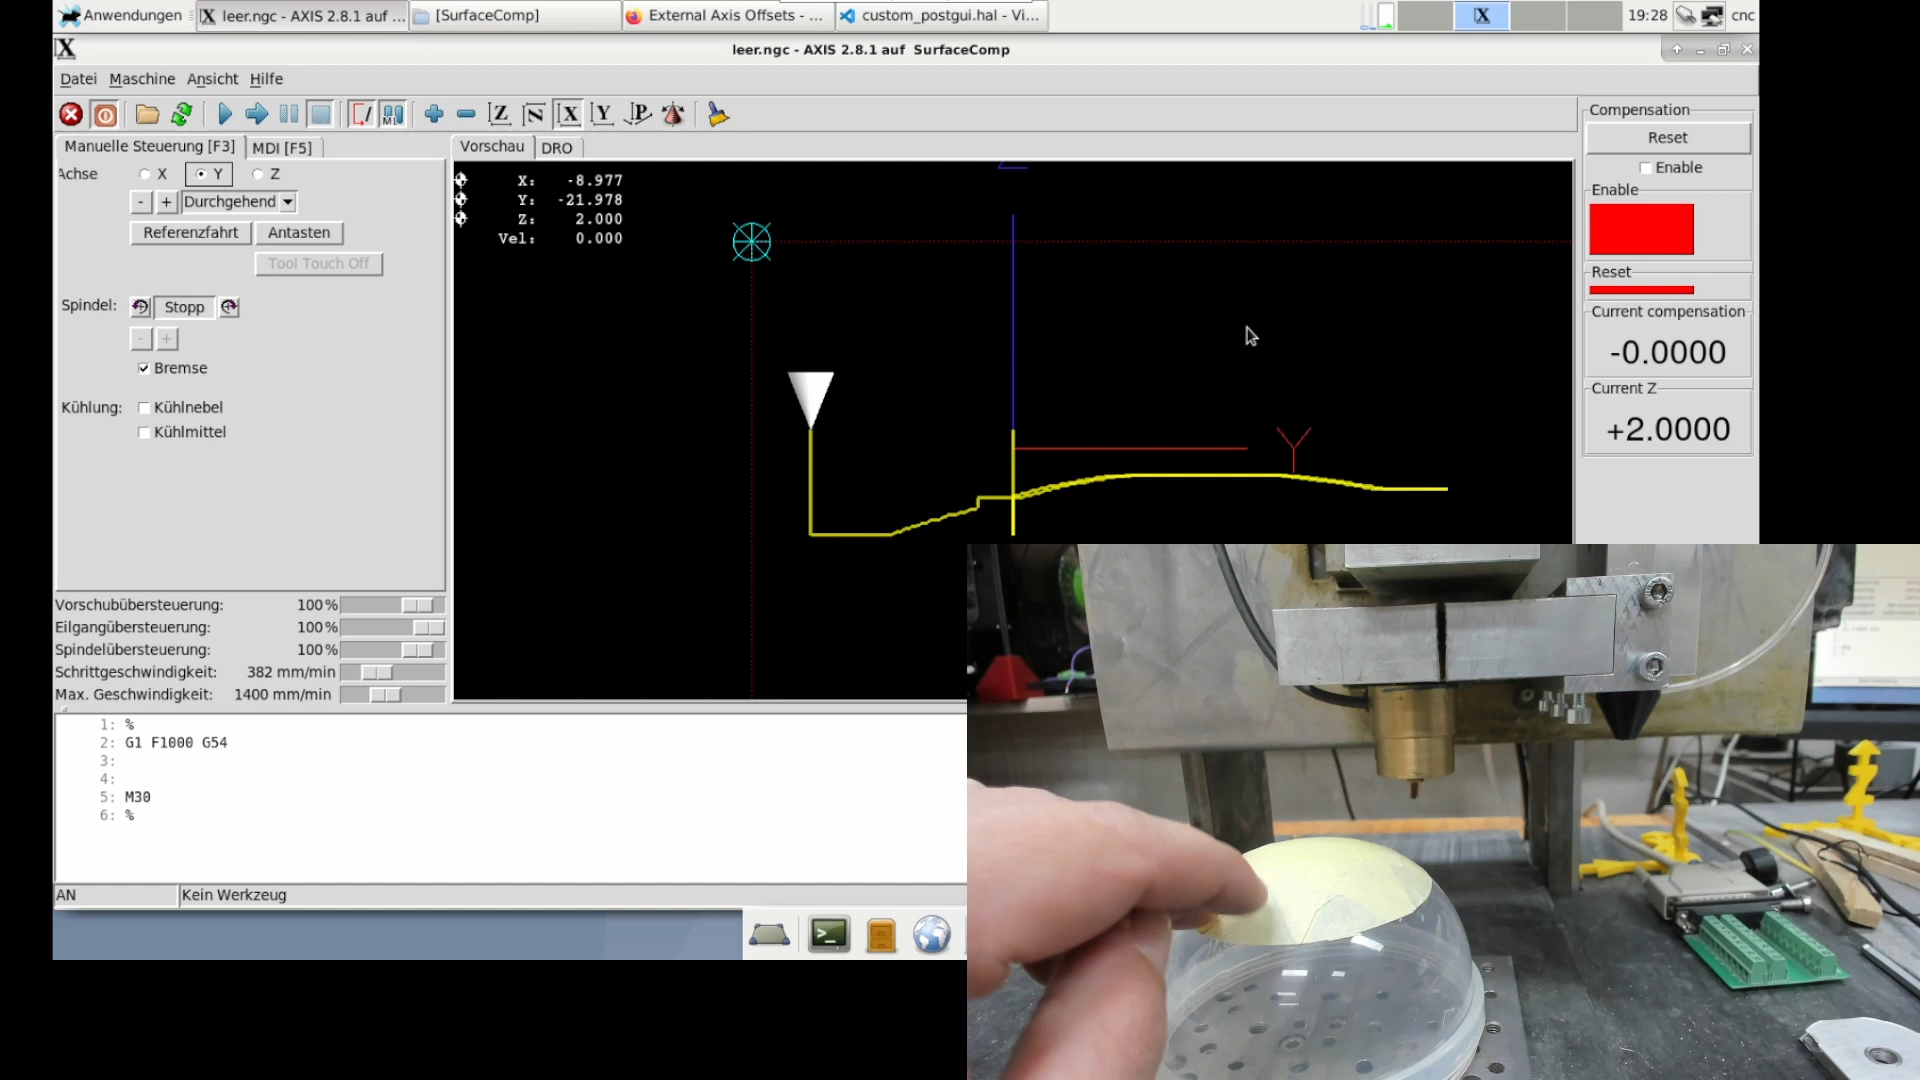 Anwendungen
leer.ngc - AXIS 2.8.1 auf ...
[SurfaceComp]
External Axis Offsets - ...
custom_postgui.hal - Vi...
19:28
cnc
leer.ngc - AXIS 2.8.1 auf SurfaceComp
Datei Maschine Ansicht Hilfe
Manuelle Steuerung [F3]
MDI [F5]
Achse X Y Z
- + Durchgehend
Referenzfahrt Antasten
Tool Touch Off
Spindel: Stopp
- +
Bremse
Kühlung: Kühlnebel
Kühlmittel
Vorschubübersteuerung: 100 %
Eilgangübersteuerung: 100 %
Spindelübersteuerung: 100 %
Schrittgeschwindigkeit: 382 mm/min
Max. Geschwindigkeit: 1400 mm/min
Vorschau DRO
X: -8.977
Y: -21.978
Z: 2.000
Vel: 0.000
Y
Compensation
Reset
Enable
Enable
Reset
Current compensation
-0.0000
Current Z
+2.0000
1: %
2: G1 F1000 G54
3:
4:
5: M30
6: %
AN
Kein Werkzeug